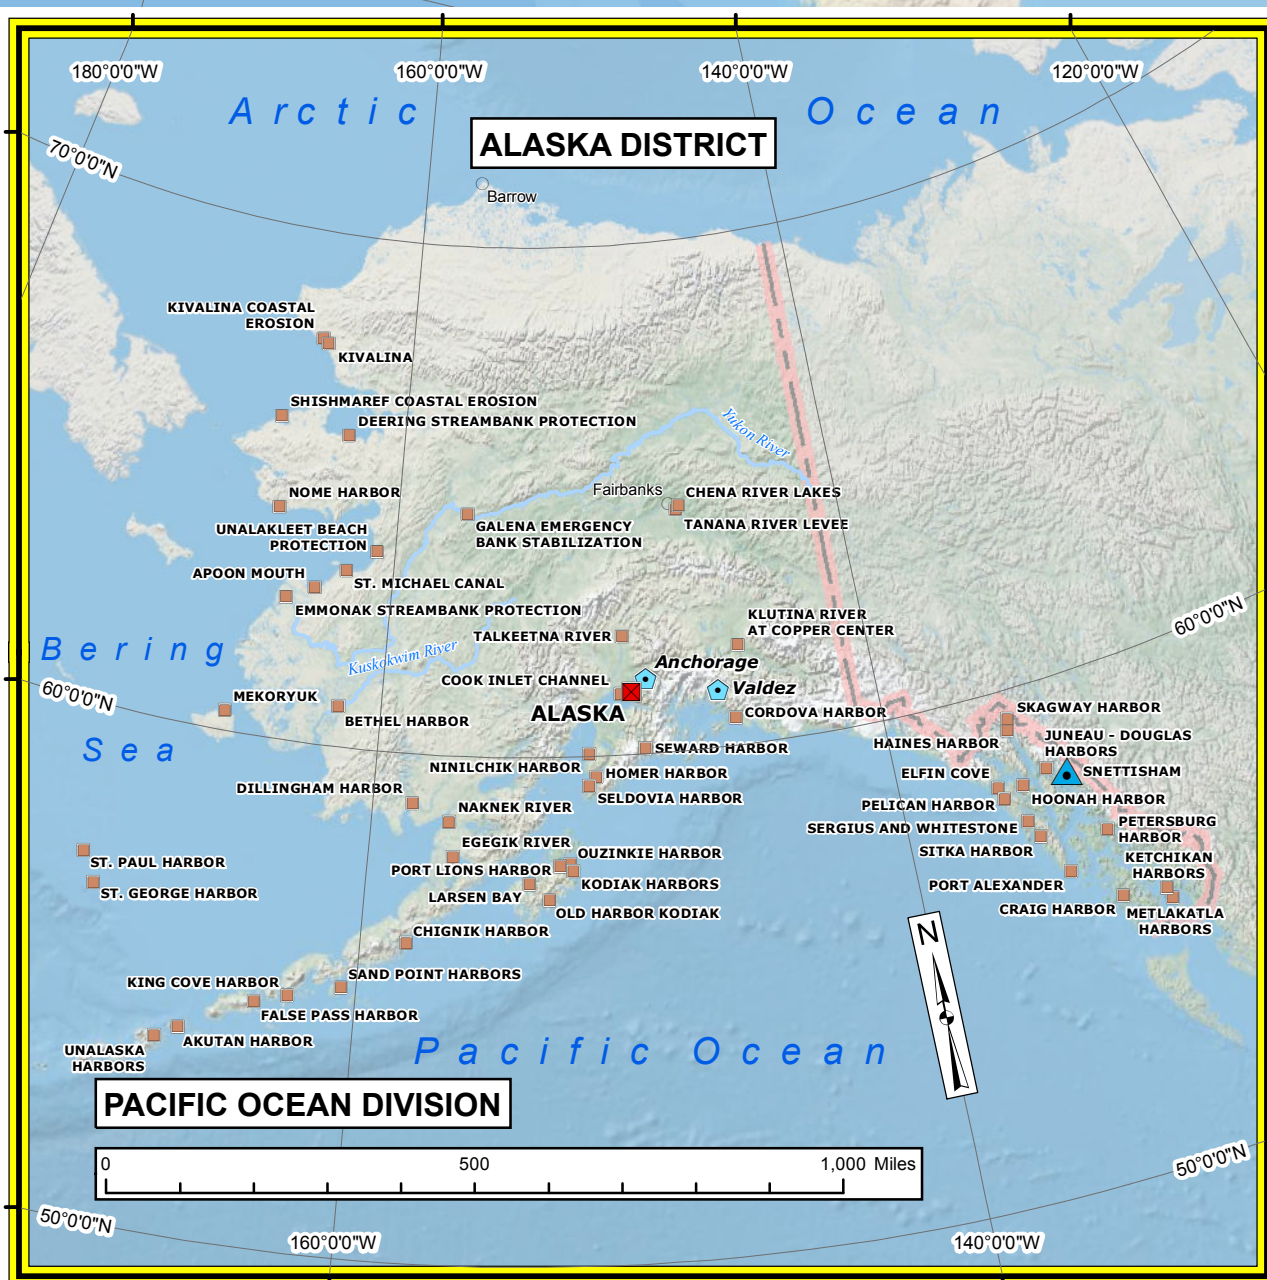 180°0'0"W
160°0'0"W
140°0'0"W
120°0'0"W
Arctic Ocean
ALASKA DISTRICT
70°0'0"N
Barrow
KIVALINA COASTAL
EROSION
KIVALINA
SHISHMAREF COASTAL EROSION
DEERING STREAMBANK PROTECTION
Yukon River
NOME HARBOR
Fairbanks
CHENA RIVER LAKES
TANANA RIVER LEVEE
GALENA EMERGENCY
BANK STABILIZATION
UNALAKLEET BEACH
PROTECTION
APOON MOUTH
ST. MICHAEL CANAL
EMMONAK STREAMBANK PROTECTION
KLUTINA RIVER
AT COPPER CENTER
60°0'0"N
TALKEETNA RIVER
Bering
Sea
Kuskokwim River
Anchorage
COOK INLET CHANNEL
Valdez
60°0'0"N
MEKORYUK
BETHEL HARBOR
ALASKA
CORDOVA HARBOR
SKAGWAY HARBOR
HAINES HARBOR
JUNEAU - DOUGLAS
HARBORS
SEWARD HARBOR
NINILCHIK HARBOR
HOMER HARBOR
SELDOVIA HARBOR
ELFIN COVE
SNETTISHAM
DILLINGHAM HARBOR
NAKNEK RIVER
PELICAN HARBOR
HOONAH HARBOR
SERGIUS AND WHITESTONE
PETERSBURG
HARBOR
SITKA HARBOR
EGEGIK RIVER
OUZINKIE HARBOR
ST. PAUL HARBOR
PORT LIONS HARBOR
KODIAK HARBORS
KETCHIKAN
HARBORS
PORT ALEXANDER
ST. GEORGE HARBOR
LARSEN BAY
OLD HARBOR KODIAK
CRAIG HARBOR
METLAKATLA
HARBORS
CHIGNIK HARBOR
N
KING COVE HARBOR
SAND POINT HARBORS
FALSE PASS HARBOR
AKUTAN HARBOR
UNALASKA
HARBORS
Pacific Ocean
PACIFIC OCEAN DIVISION
0 500 1,000 Miles
50°0'0"N
50°0'0"N
160°0'0"W
140°0'0"W